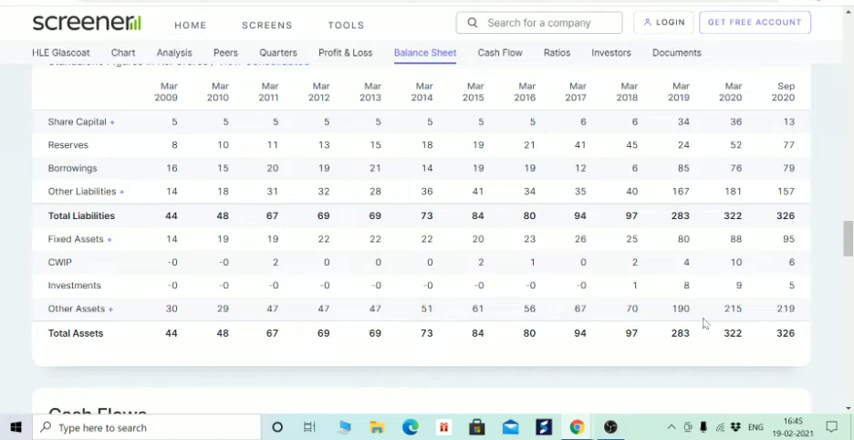 screener
HOME SCREENS TOOLS
Search for a company
LOGIN
GET FREE ACCOUNT
HLE Glascoat Chart Analysis Peers Quarters Profit & Loss Balance Sheet Cash Flow Ratios Investors Documents
Standalone Figures in Rs. Crores / View Consolidated
Mar 2009 Mar 2010 Mar 2011 Mar 2012 Mar 2013 Mar 2014 Mar 2015 Mar 2016 Mar 2017 Mar 2018 Mar 2019 Mar 2020 Sep 2020
Share Capital + 5 5 5 5 5 5 5 5 6 6 34 36 13
Reserves 8 10 11 13 15 18 19 21 41 45 24 52 77
Borrowings 16 15 20 19 21 14 19 19 12 6 85 76 79
Other Liabilities + 14 18 31 32 28 36 41 34 35 40 167 181 157
Total Liabilities 44 48 67 69 69 73 84 80 94 97 283 322 326
Fixed Assets + 14 19 19 22 22 22 20 23 26 25 80 88 95
CWIP -0 -0 2 0 0 0 2 1 0 2 4 10 6
Investments -0 -0 -0 -0 -0 -0 -0 -0 -0 1 8 9 5
Other Assets + 30 29 47 47 47 51 61 56 67 70 190 215 219
Total Assets 44 48 67 69 69 73 84 80 94 97 283 322 326
Cash Flows
Type here to search
ENG
16:45
19-02-2021